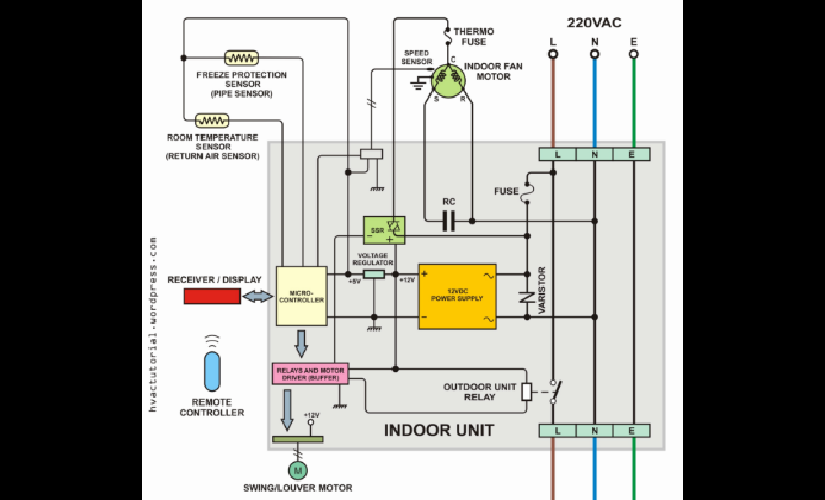 220VAC
L N E
THERMO
FUSE
SPEED
SENSOR
C
INDOOR FAN
MOTOR
S R
FREEZE PROTECTION
SENSOR
(PIPE SENSOR)
ROOM TEMPERATURE
SENSOR
(RETURN AIR SENSOR)
L N E
FUSE
RC
SSR
− +
VOLTAGE
REGULATOR
+5V
+12V
MICRO-
CONTROLLER
+
12VDC
POWER SUPPLY
−
VARISTOR
RECEIVER / DISPLAY
REMOTE
CONTROLLER
RELAYS AND MOTOR
DRIVER (BUFFER)
OUTDOOR UNIT
RELAY
+12V
INDOOR UNIT
L N E
M
SWING/LOUVER MOTOR
hvactutorial-wordpress.com